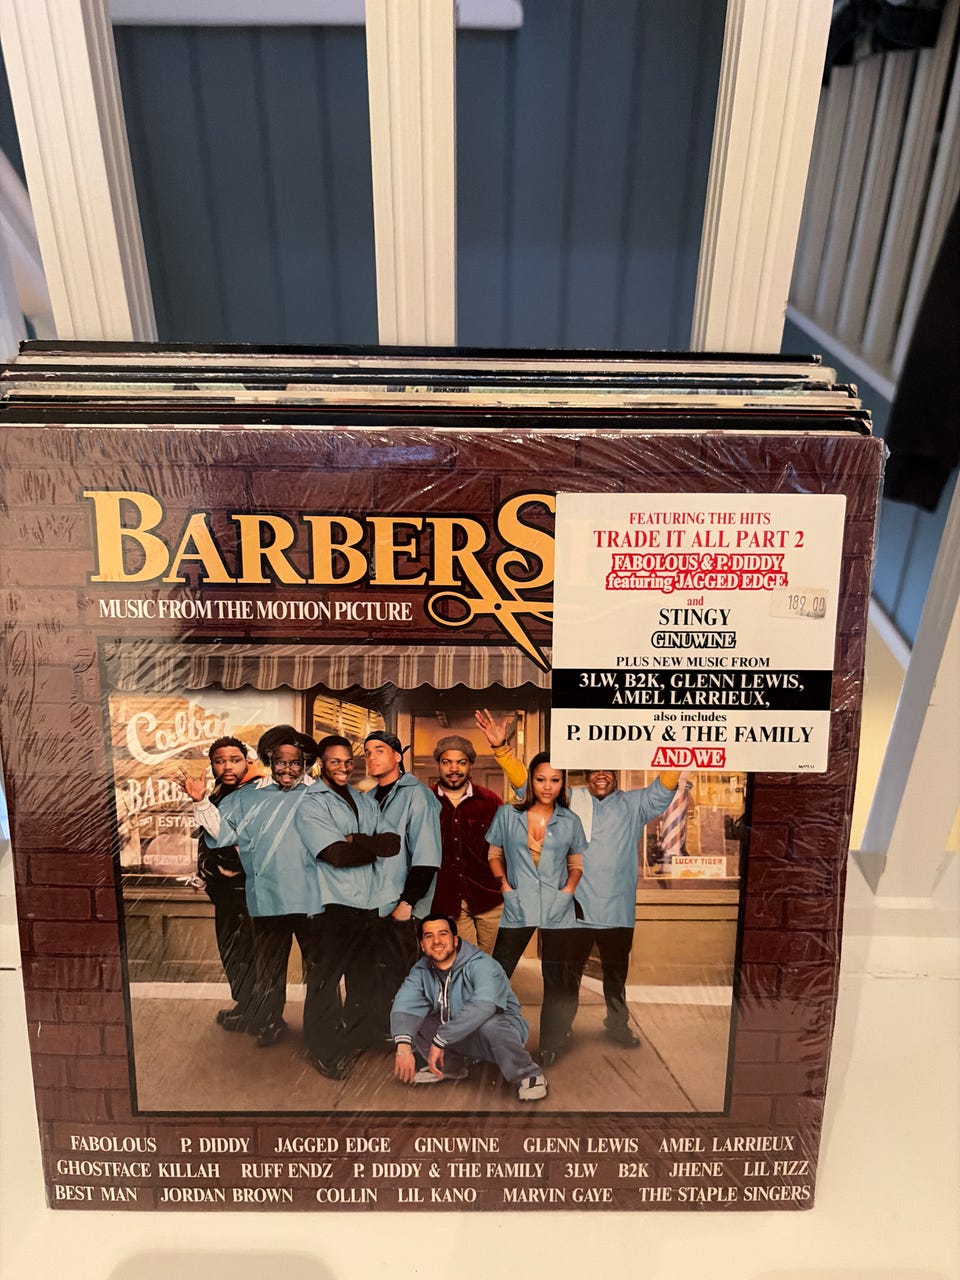 BARBERS
MUSIC FROM THE MOTION PICTURE
FEATURING THE HITS
TRADE IT ALL PART 2
FABOLOUS & P. DIDDY
featuring JAGGED EDGE
and
189 00
STINGY
GINUWINE
PLUS NEW MUSIC FROM
3LW, B2K, GLENN LEWIS,
AMEL LARRIEUX,
also includes
P. DIDDY & THE FAMILY
AND WE
LUCKY TIGER
FABOLOUS P. DIDDY JAGGED EDGE GINUWINE GLENN LEWIS AMEL LARRIEUX
GHOSTFACE KILLAH RUFF ENDZ P. DIDDY & THE FAMILY 3LW B2K JHENE LIL FIZZ
BEST MAN JORDAN BROWN COLLIN LIL KANO MARVIN GAYE THE STAPLE SINGERS